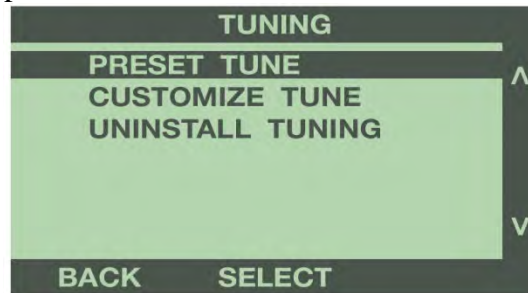 TUNING
PRESET TUNE
CUSTOMIZE TUNE
UNINSTALL TUNING
BACK SELECT